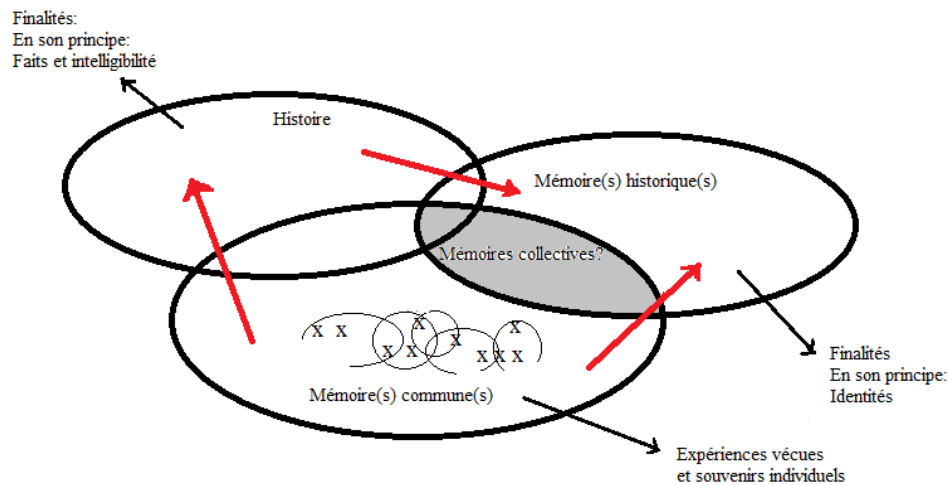 Finalités:
En son principe:
Faits et intelligibilité
Histoire
Mémoire(s) historique(s)
Mémoires collectives?
x x x x x x x x x x
Mémoire(s) commune(s)
Finalités
En son principe:
Identités
Expériences vécues
et souvenirs individuels